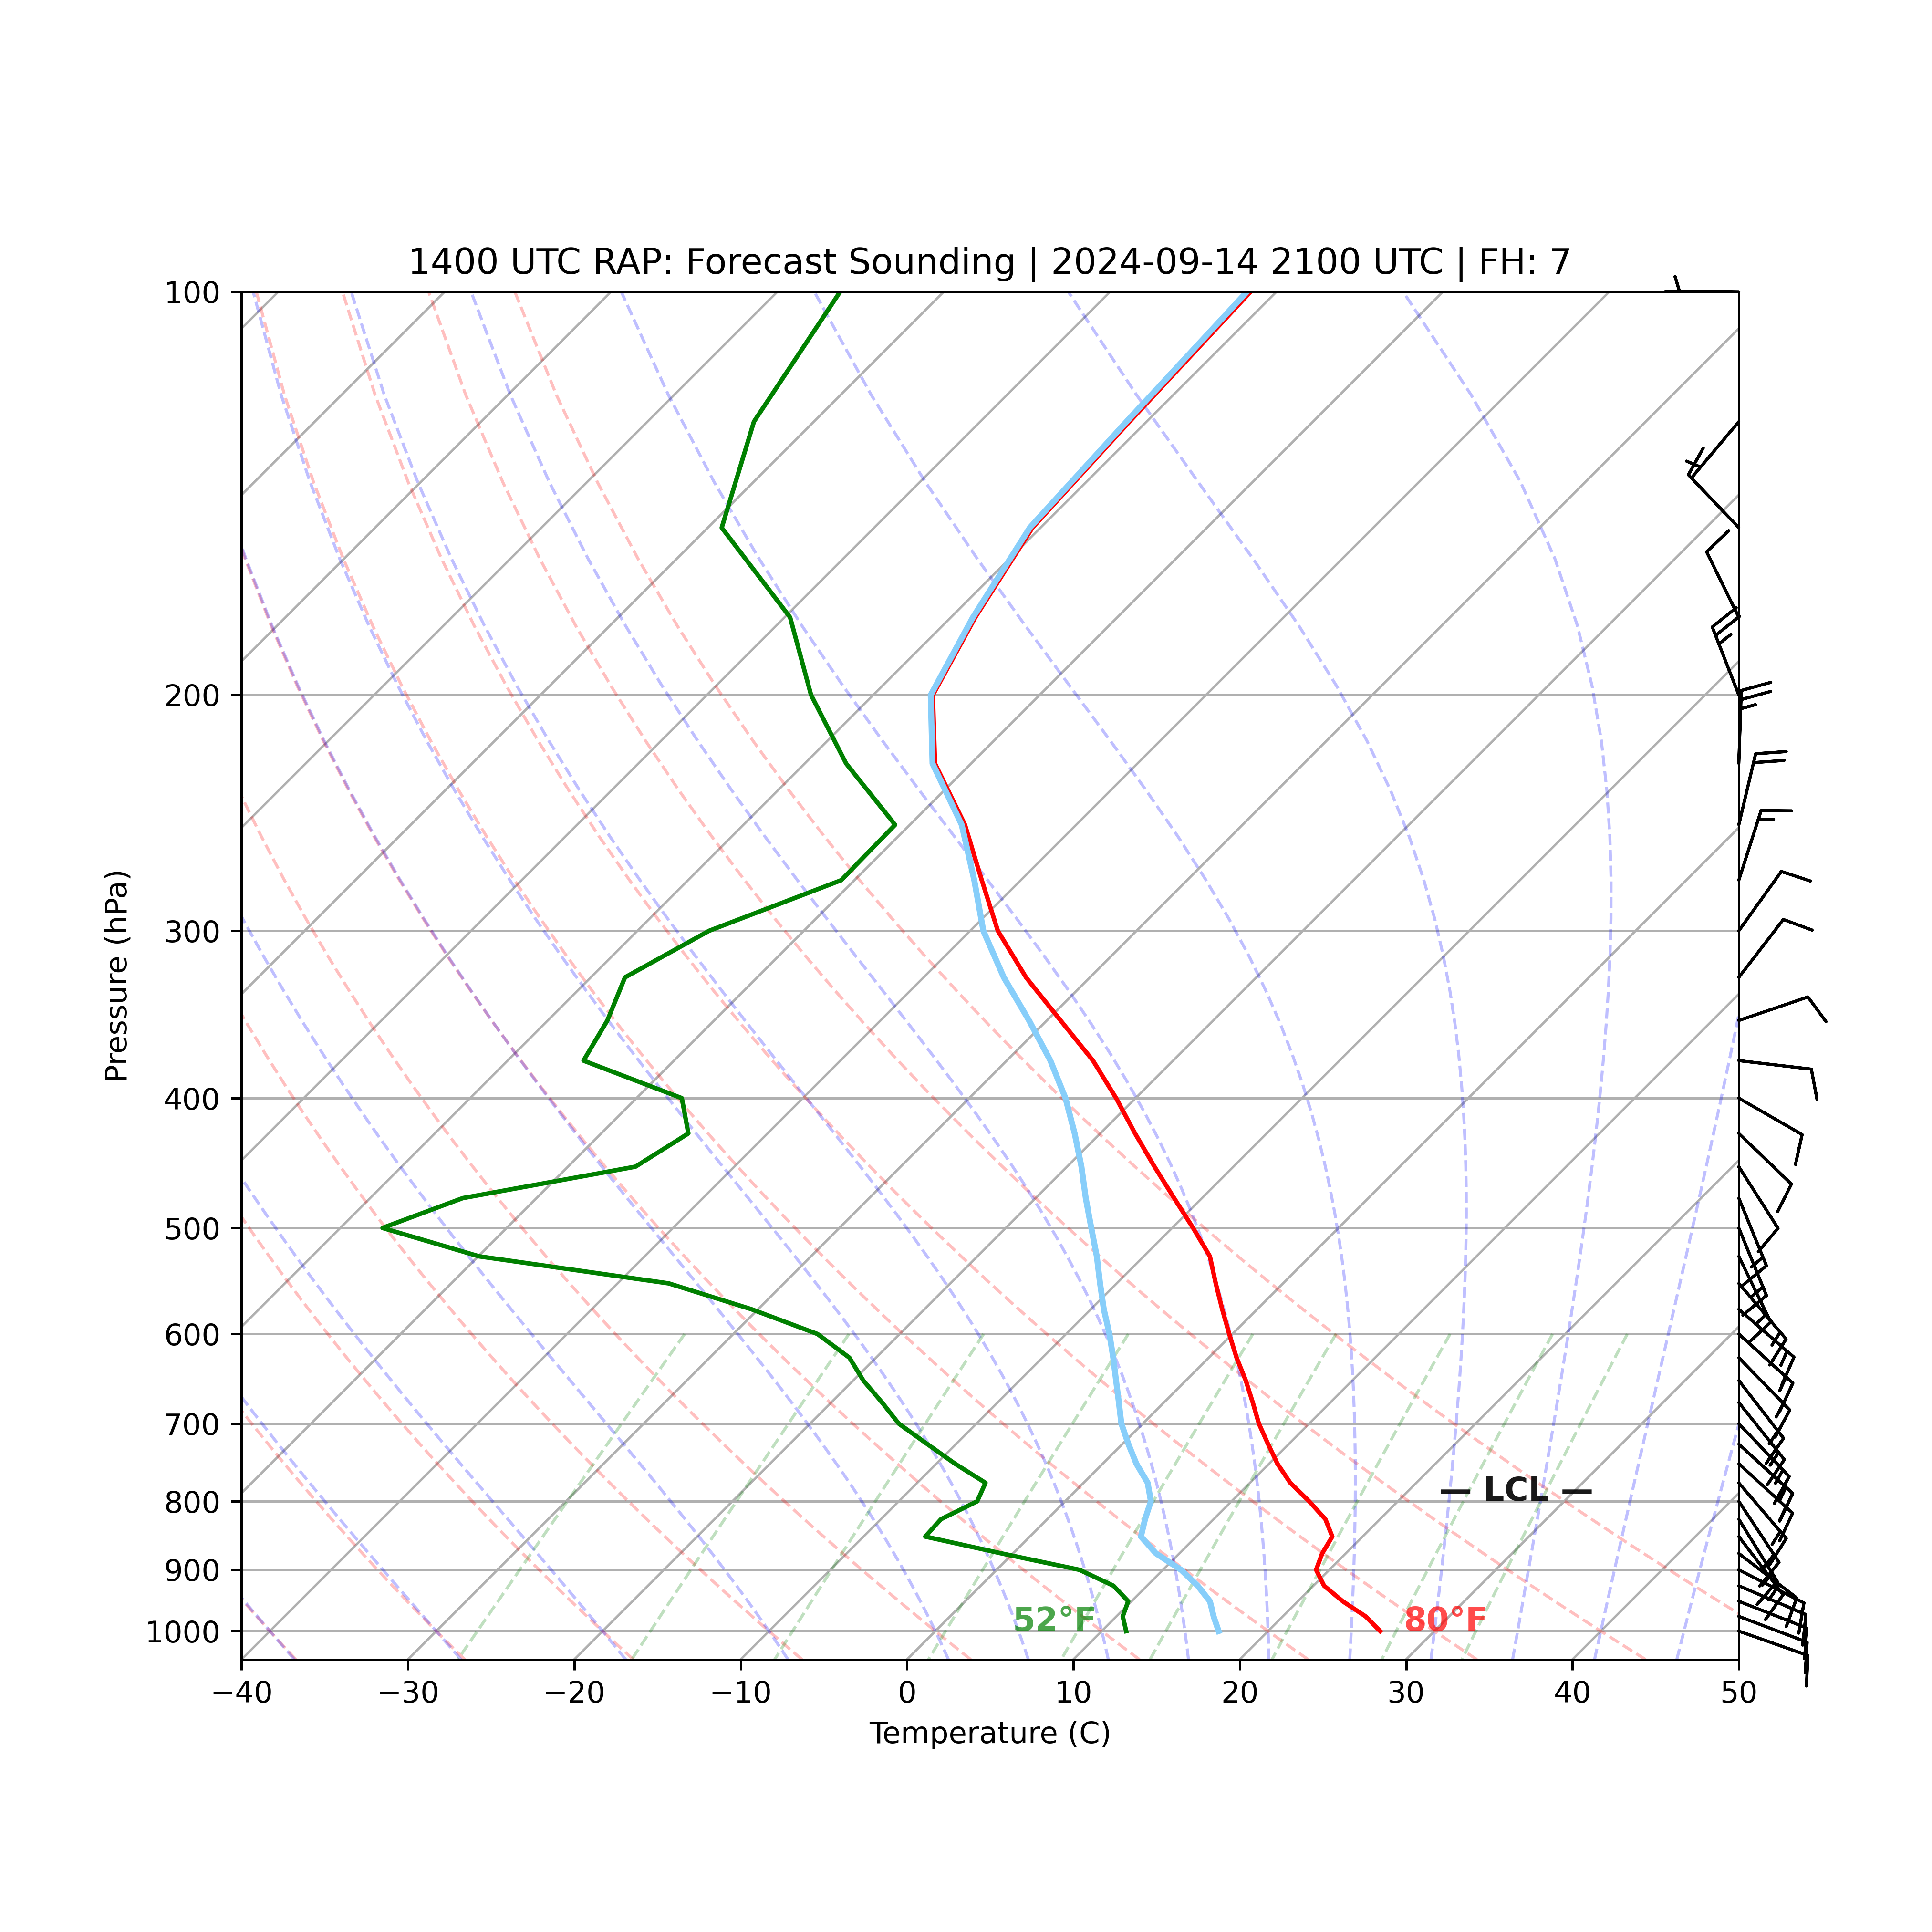 1400 UTC RAP: Forecast Sounding | 2024-09-14 2100 UTC | FH: 7
100
200
300
400
500
600
700
800
900
1000
Pressure (hPa)
— LCL —
52°F
80°F
−40 −30 −20 −10 0 10 20 30 40 50
Temperature (C)